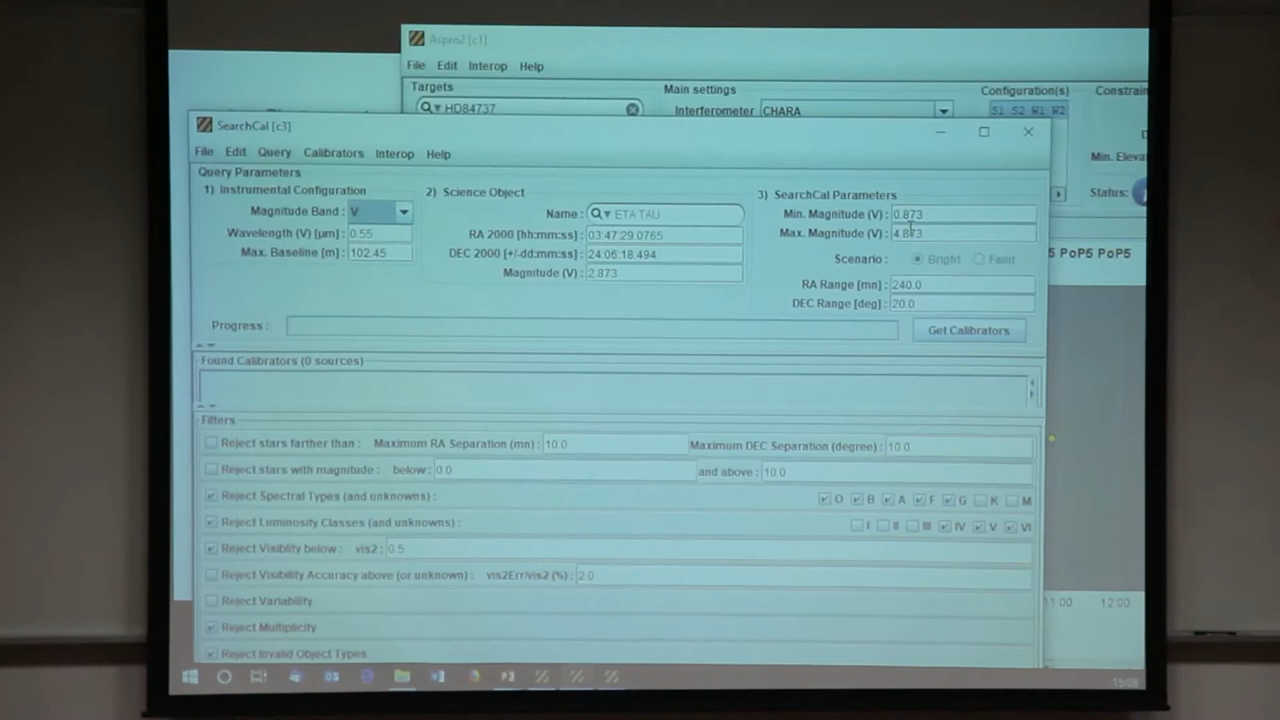 Aspro2 [c1]
File Edit Interop Help
Targets Main settings Configuration(s)
HD84737 Interferometer CHARA S1 S2 W1 W2
SearchCal [c3]
File Edit Query Calibrators Interop Help
Min. Eleva
Query Parameters
1) Instrumental Configuration 2) Science Object 3) SearchCal Parameters
Status:
Magnitude Band: V Name: ETA TAU Min. Magnitude (V): 0.873
Wavelength (V) [µm]: 0.55 RA 2000 [hh:mm:ss]: 03:47:29.0765 Max. Magnitude (V): 4.873
Max. Baseline [m]: 102.45 DEC 2000 [+/-dd:mm:ss]: 24:06:18.494 Scenario: Bright Faint
5 PoP5 PoP5
Magnitude (V): 2.873 RA Range [mn]: 240.0
DEC Range [deg]: 20.0
Progress: Get Calibrators
Found Calibrators (0 sources)
Filters
Reject stars farther than: Maximum RA Separation (mn): 10.0 Maximum DEC Separation (degree): 10.0
Reject stars with magnitude: below: 0.0 and above: 10.0
Reject Spectral Types (and unknowns): O B A F G K M
Reject Luminosity Classes (and unknowns): I II III IV V VI
Reject Visiblity below: vis2: 0.5
Reject Visibility Accuracy above (or unknown): vis2Err/vis2 (%): 2.0
Reject Variability
11:00 12:00
Reject Multiplicity
Reject Invalid Object Types
15:08